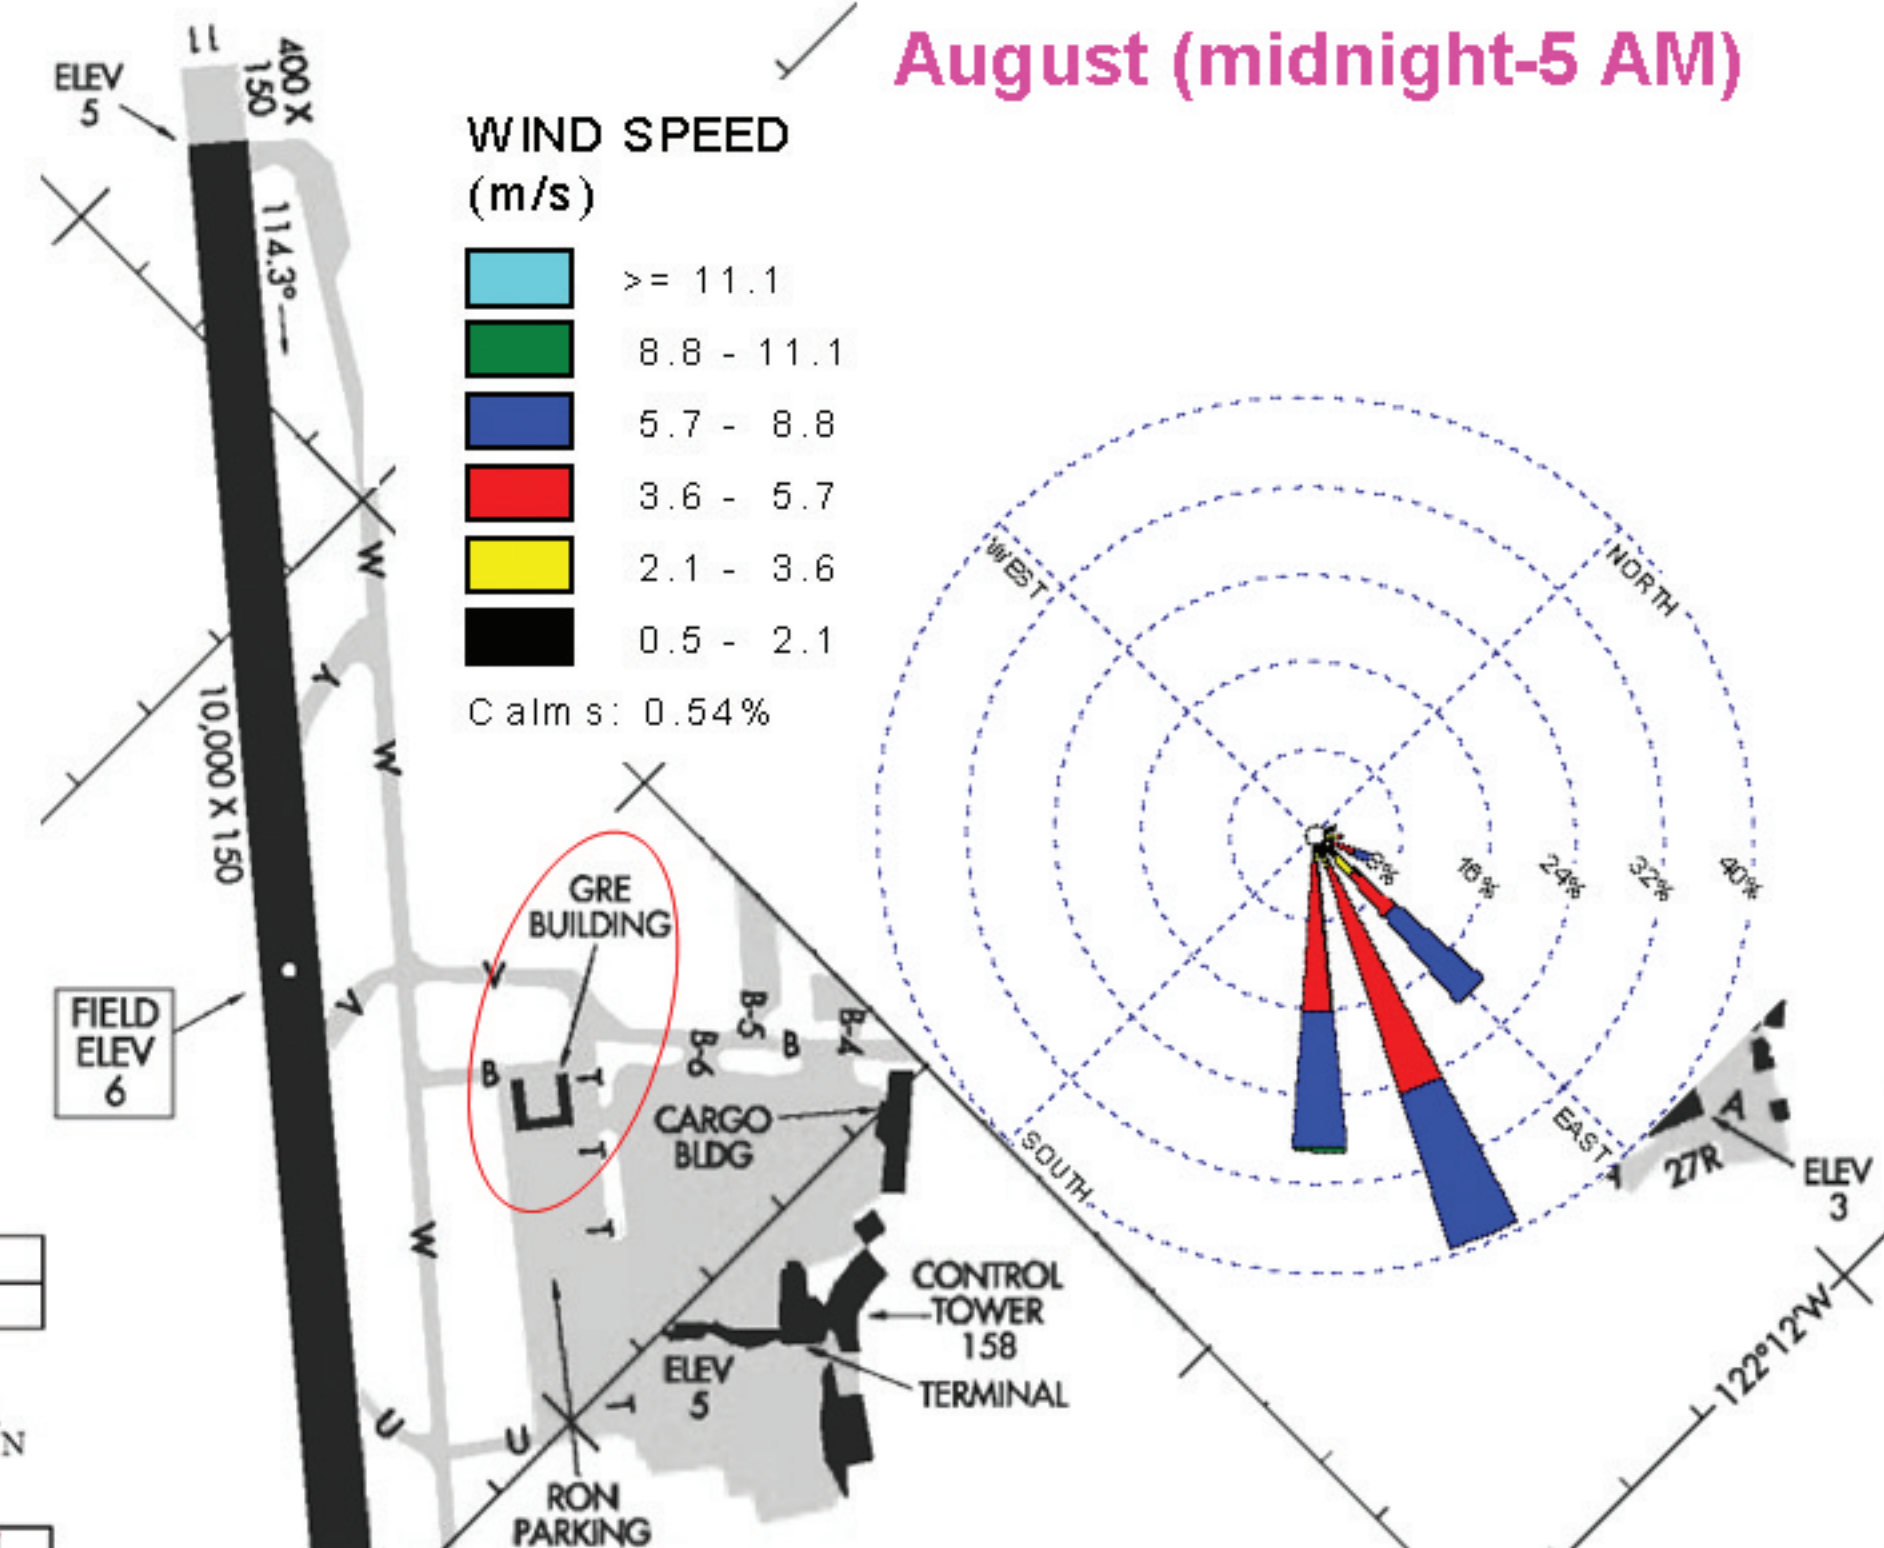 August (midnight-5 AM)
11
400 X
150
ELEV
5
114.3°
WIND SPEED
(m/s)
>= 11.1
8.8 - 11.1
5.7 - 8.8
3.6 - 5.7
2.1 - 3.6
0.5 - 2.1
Calms: 0.54%
W
Y
W
10,000 X 150
WEST
NORTH
8%
16%
24%
32%
40%
SOUTH
EAST
GRE
BUILDING
V
V
FIELD
ELEV
6
B
T
B-6
B-5
B
B-4
CARGO
BLDG
T
T
W
A
27R
ELEV
3
CONTROL
TOWER
158
TERMINAL
ELEV
5
T
U
U
RON
PARKING
122°12'W
N